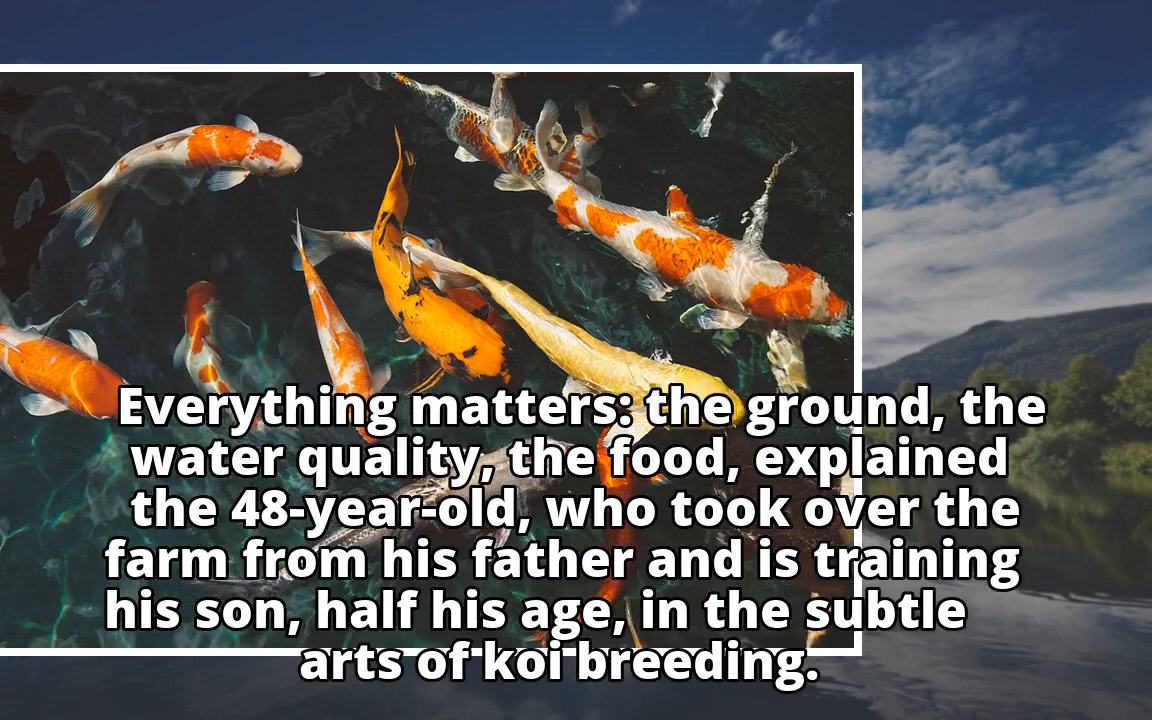 Everything matters: the ground, the
water quality, the food, explained
the 48-year-old, who took over the
farm from his father and is training
his son, half his age, in the subtle
arts of koi breeding.